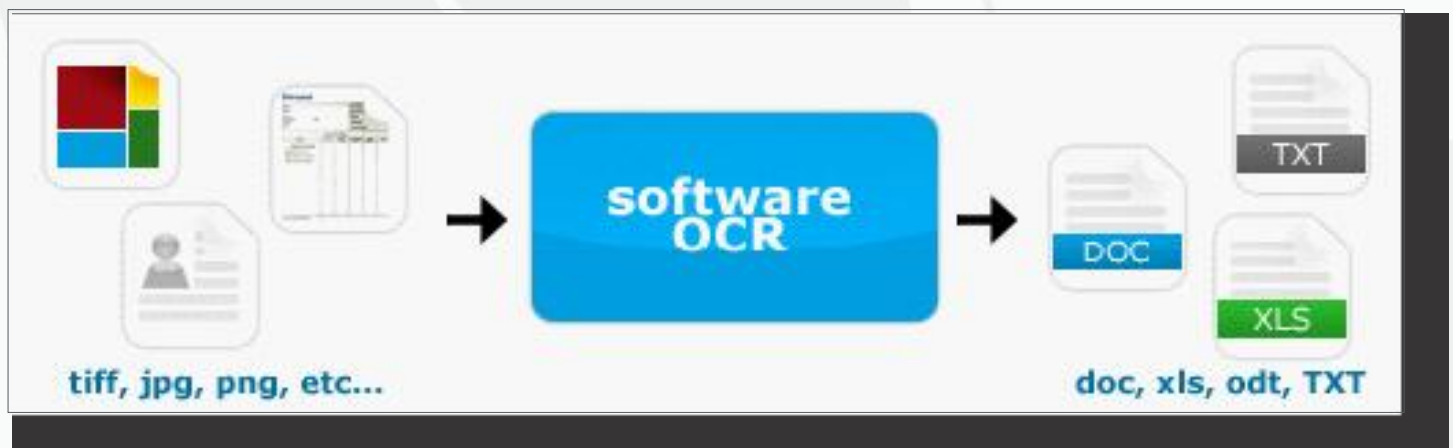 software
OCR
TXT
DOC
XLS
tiff, jpg, png, etc...
doc, xls, odt, TXT